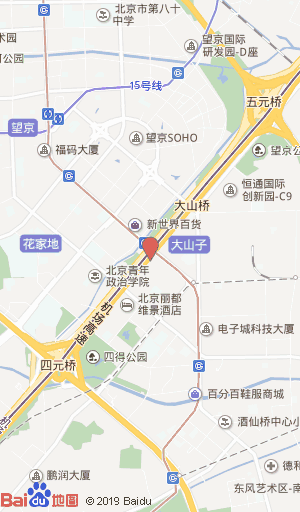 北京市第八十
中学
术园
望京国际
研发园-D座
河公园
15号线
五元桥
望京
望京SOHO
福码大厦
望京公
恒通国际
创新园-C9
大山桥
新世界百货
花家地
大山子
北京青年
政治学院
机场高速
北京丽都
维景酒店
电子城科技大厦
四得公园
四元桥
百分百鞋服商城
酒仙桥中心小
机
鹏润大厦
德利
东风艺术区-南
Bai du 地图
© 2019 Baidu